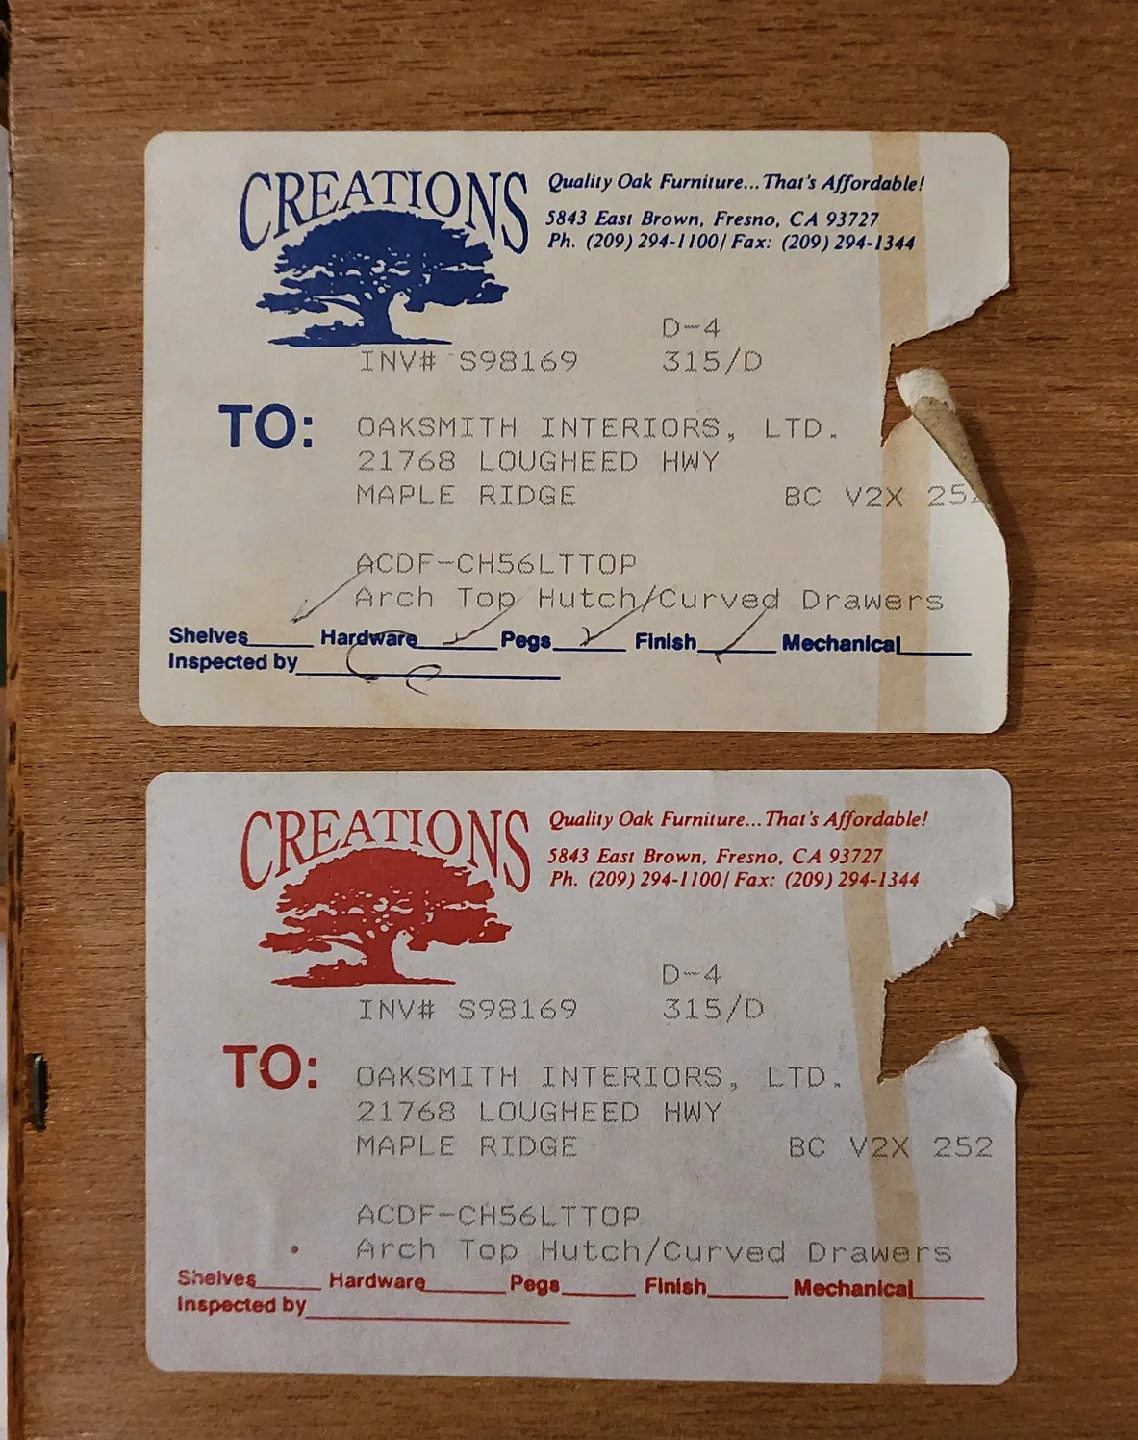 CREATIONS
Quality Oak Furniture...That's Affordable!
5843 East Brown, Fresno, CA 93727
Ph. (209) 294-1100/ Fax: (209) 294-1344
D-4
INV# S98169 315/D
TO: OAKSMITH INTERIORS, LTD.
21768 LOUGHEED HWY
MAPLE RIDGE BC V2X
ACDF-CH56LTTOP
Arch Top Hutch/Curved Drawers
Shelves Hardware Pegs Finish Mechanical
Inspected by
CREATIONS
Quality Oak Furniture...That's Affordable!
5843 East Brown, Fresno, CA 93727
Ph. (209) 294-1100/ Fax: (209) 294-1344
D-4
INV# S98169 315/D
TO: OAKSMITH INTERIORS, LTD.
21768 LOUGHEED HWY
MAPLE RIDGE BC V2X 252
ACDF-CH56LTTOP
Arch Top Hutch/Curved Drawers
Shelves Hardware Pegs Finish Mechanical
Inspected by